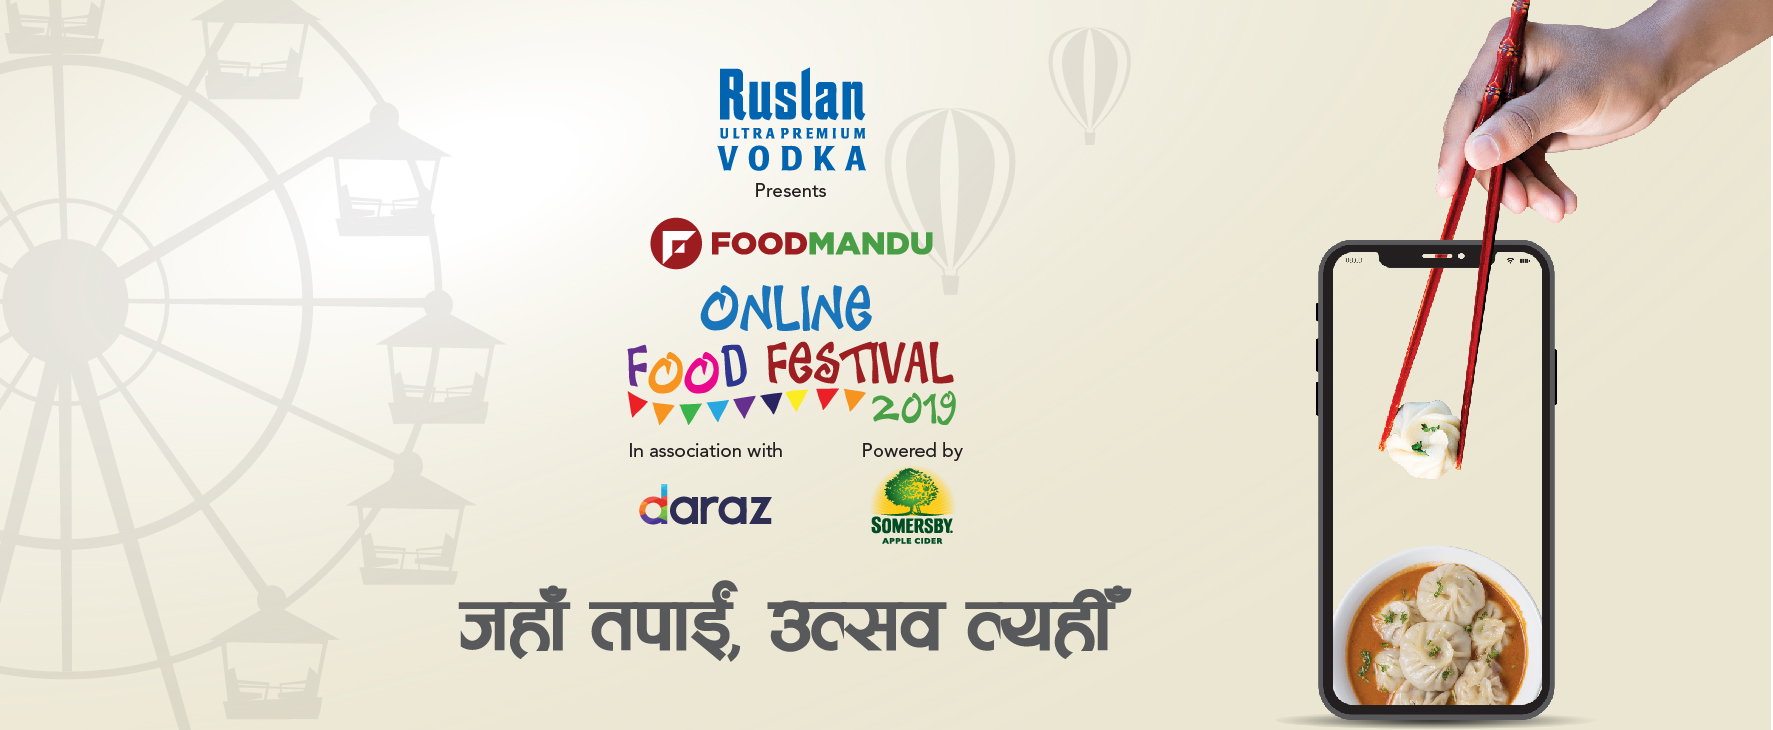 Ruslan
ULTRA PREMIUM
VODKA
Presents
FOODMANDU
ONLINE
FOOD FESTIVAL
2019
In association with
Powered by
daraz
SOMERSBY
APPLE CIDER
जहाँ तपाईं, उत्सव त्यहीँ